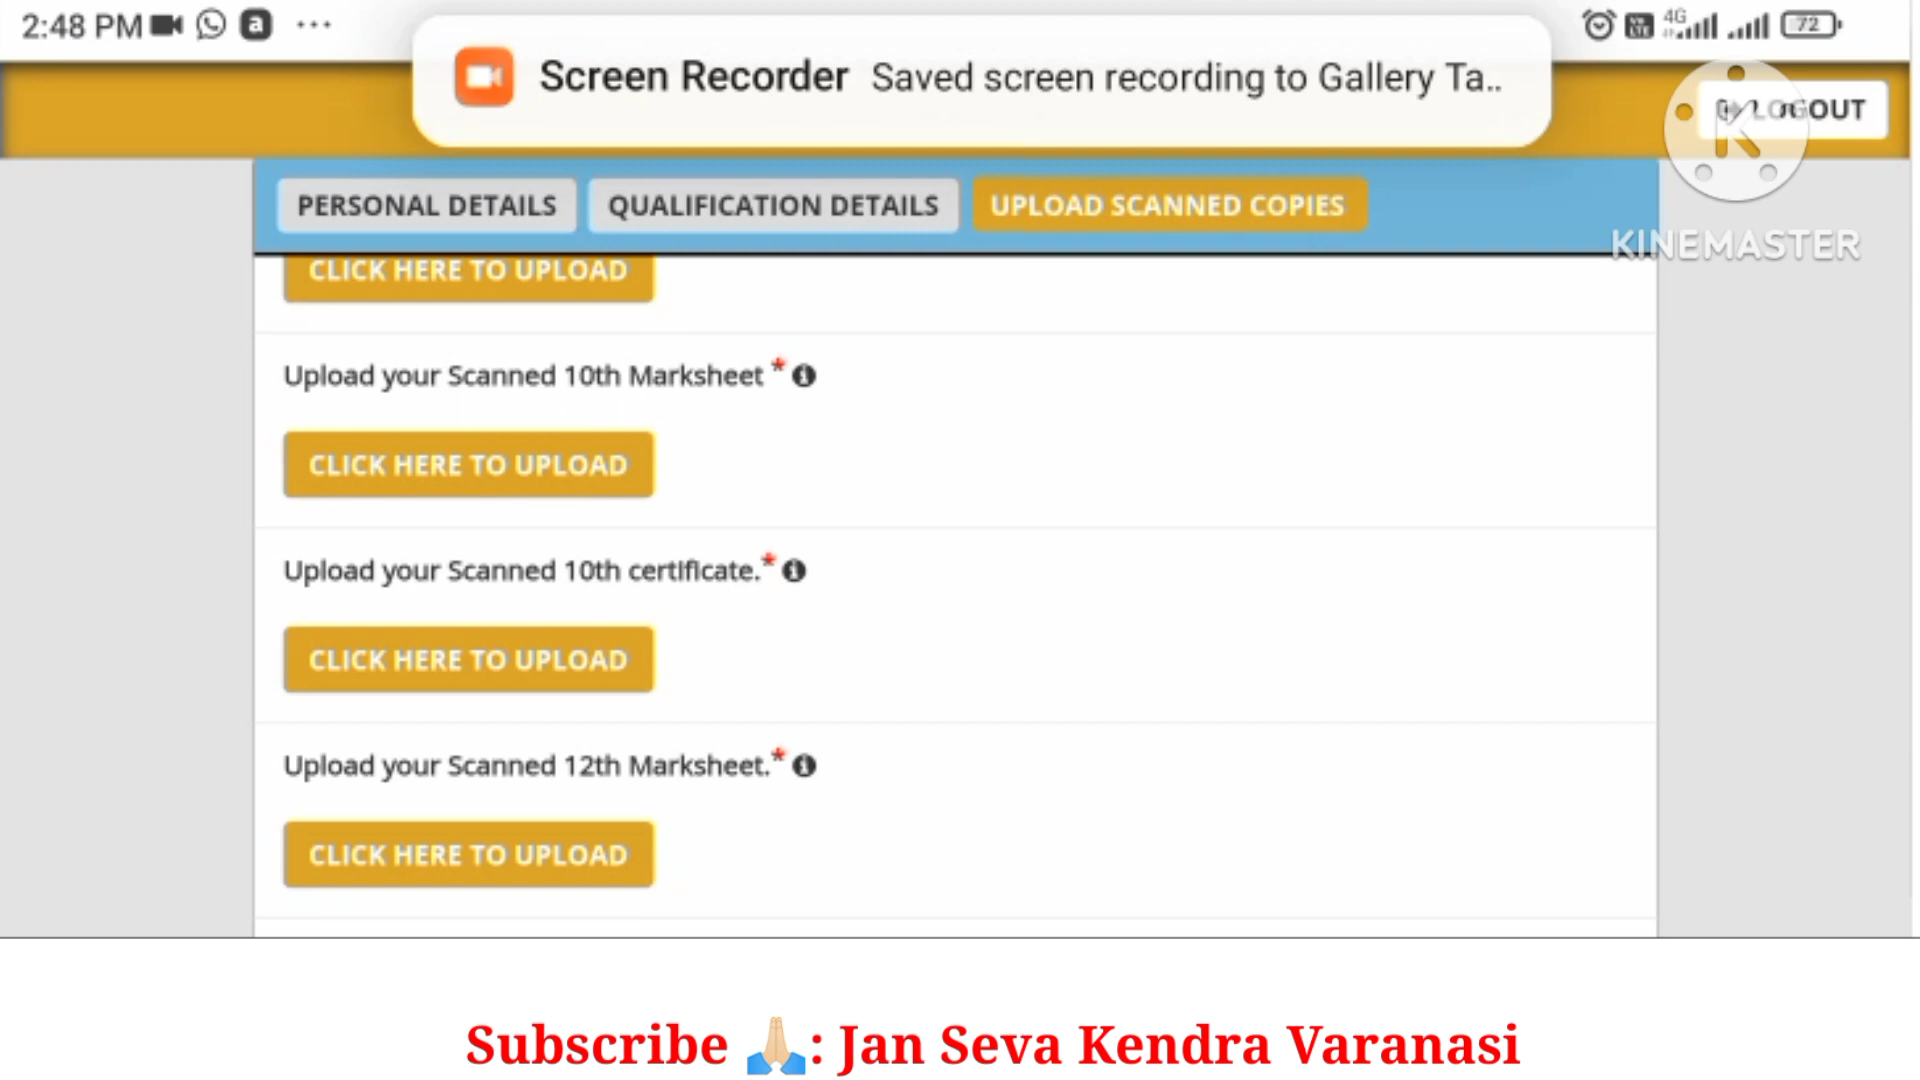 2:48 PM a ...
Screen Recorder Saved screen recording to Gallery Ta..
4G 72
LOGOUT
K
KINEMASTER
PERSONAL DETAILS QUALIFICATION DETAILS UPLOAD SCANNED COPIES
CLICK HERE TO UPLOAD
Upload your Scanned 10th Marksheet *
CLICK HERE TO UPLOAD
Upload your Scanned 10th certificate.*
CLICK HERE TO UPLOAD
Upload your Scanned 12th Marksheet.*
CLICK HERE TO UPLOAD
Subscribe 🙏🏻: Jan Seva Kendra Varanasi